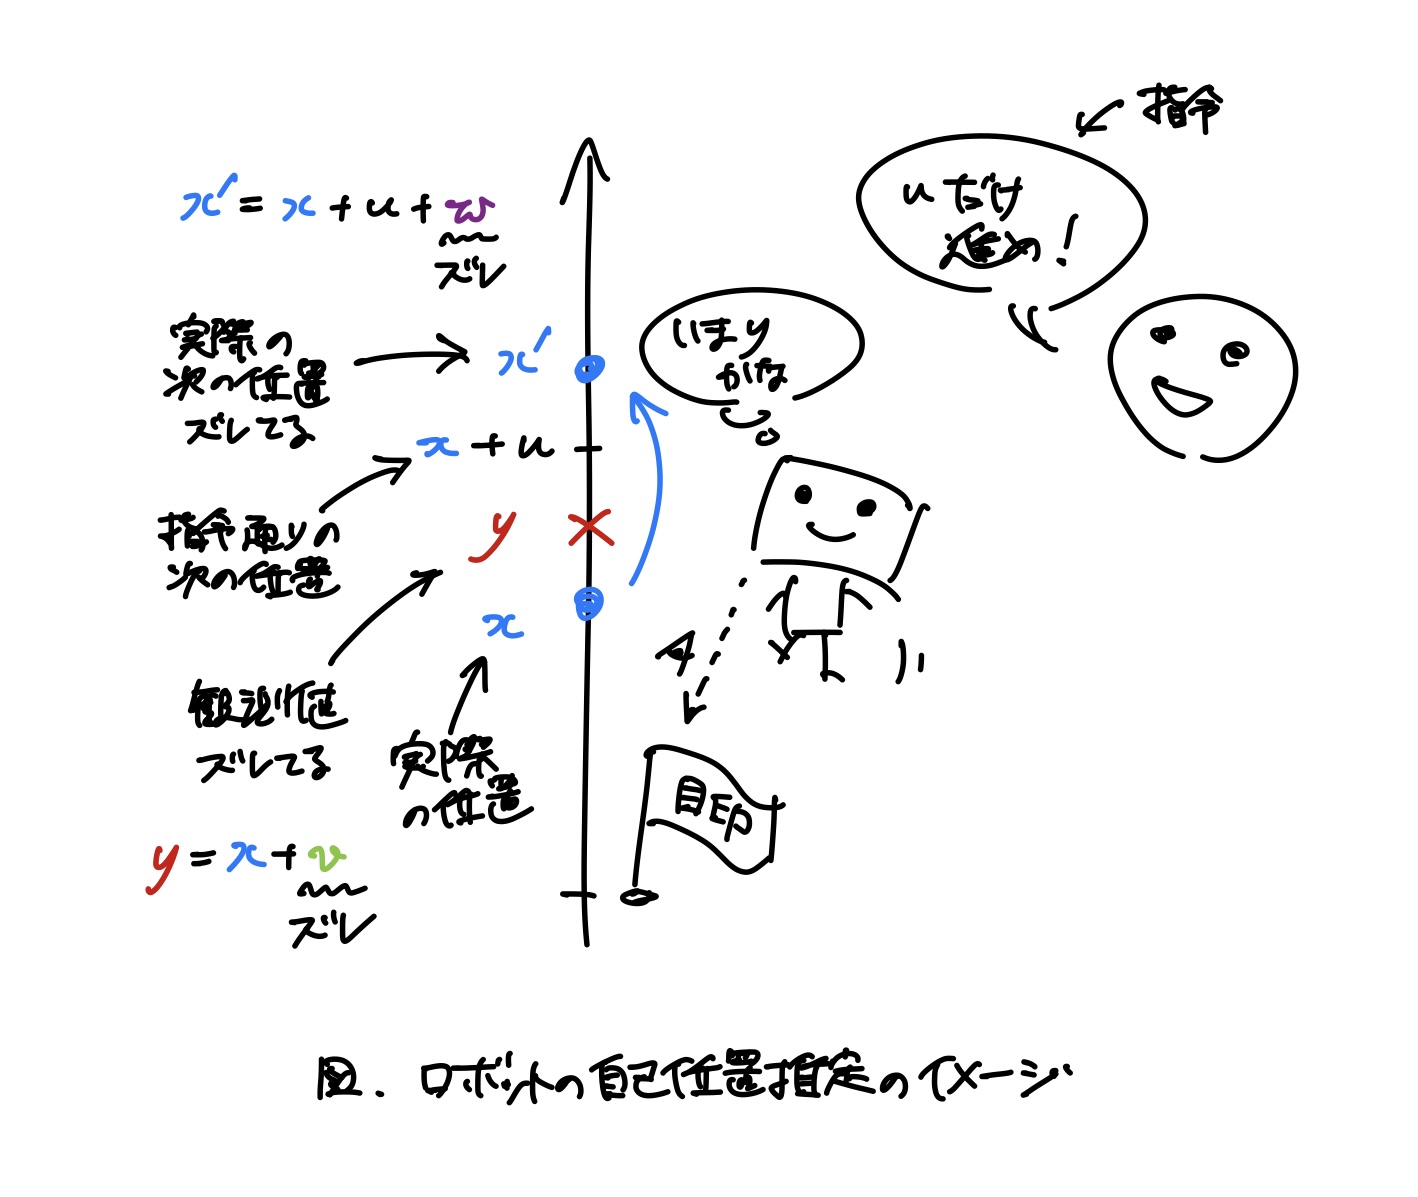 指令
uだけ
進め!
x' = x + u + w
ズレ
実際の
次の位置
ズレてる
x'
いまり
かげな
x + u
指令通りの
次の位置
y
x
観測値
ズレてる
実際
の位置
目印
y = x + v
ズレ
図. ロボットの自己位置推定のイメージ